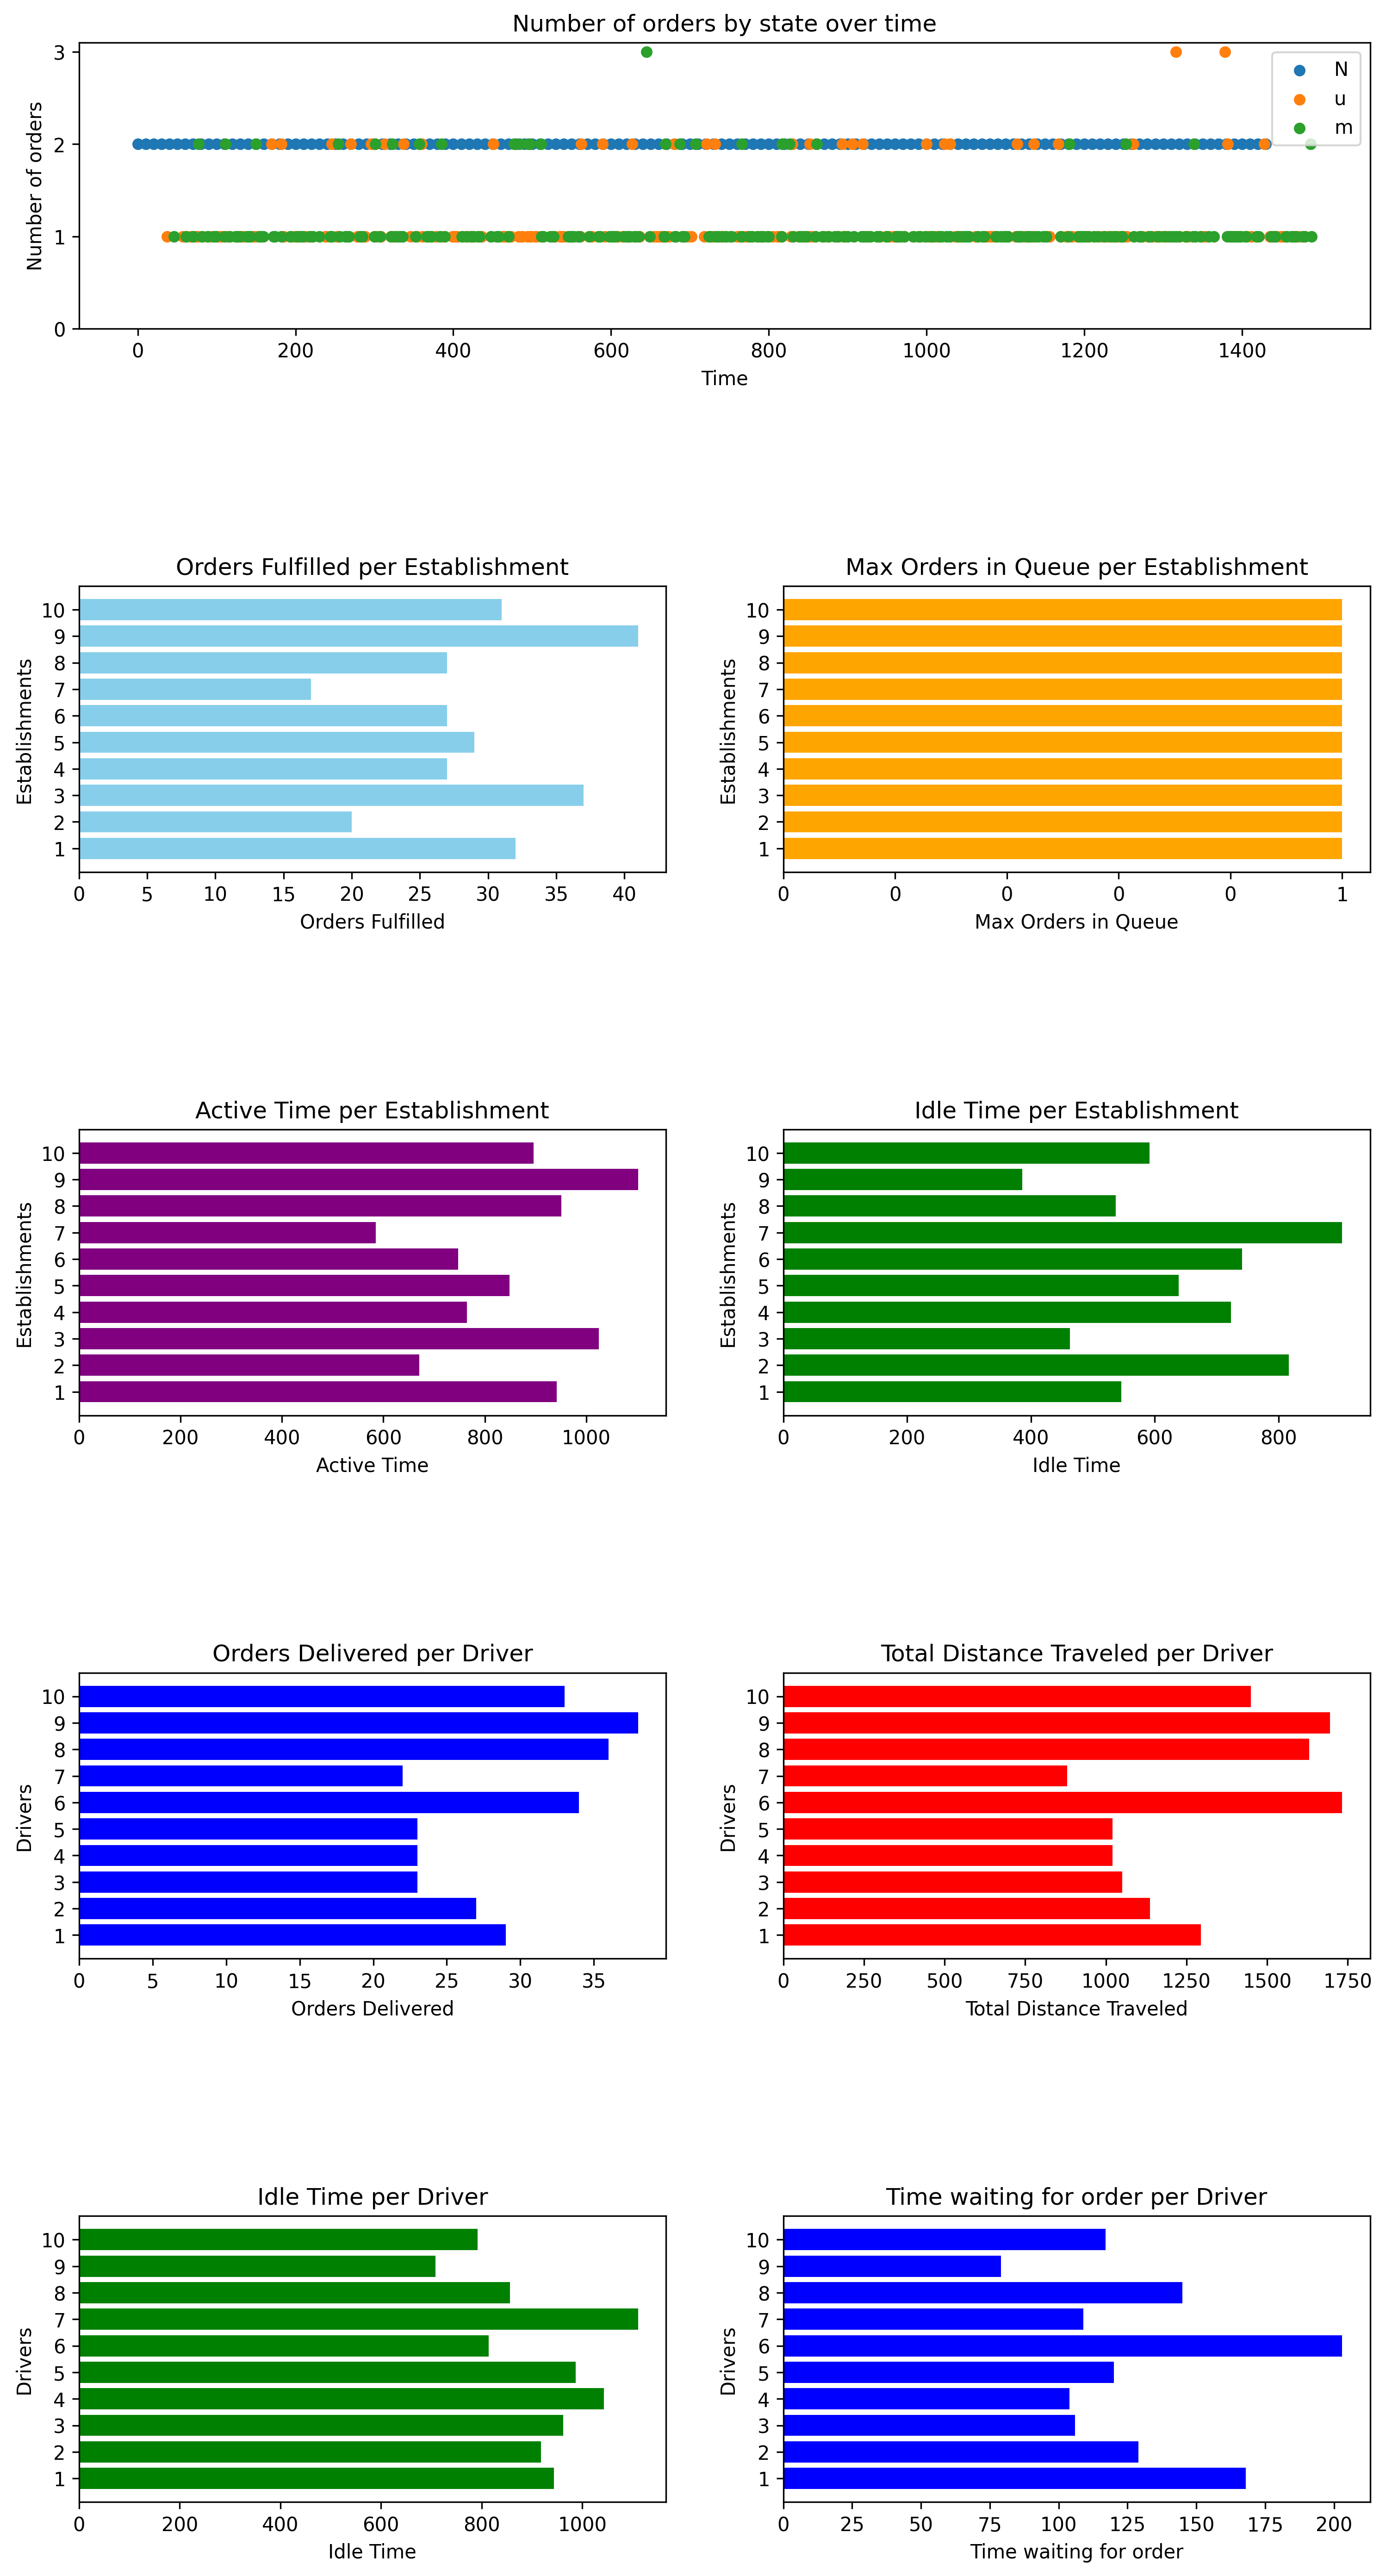 Number of orders by state over time
Number of orders
3
2
1
0
N
u
m
0 200 400 600 800 1000 1200 1400
Time
Orders Fulfilled per Establishment
Establishments
10
9
8
7
6
5
4
3
2
1
0 5 10 15 20 25 30 35 40
Orders Fulfilled
Max Orders in Queue per Establishment
Establishments
10
9
8
7
6
5
4
3
2
1
0 0 0 0 0 1
Max Orders in Queue
Active Time per Establishment
Establishments
10
9
8
7
6
5
4
3
2
1
0 200 400 600 800 1000
Active Time
Idle Time per Establishment
Establishments
10
9
8
7
6
5
4
3
2
1
0 200 400 600 800
Idle Time
Orders Delivered per Driver
Drivers
10
9
8
7
6
5
4
3
2
1
0 5 10 15 20 25 30 35
Orders Delivered
Total Distance Traveled per Driver
Drivers
10
9
8
7
6
5
4
3
2
1
0 250 500 750 1000 1250 1500 1750
Total Distance Traveled
Idle Time per Driver
Drivers
10
9
8
7
6
5
4
3
2
1
0 200 400 600 800 1000
Idle Time
Time waiting for order per Driver
Drivers
10
9
8
7
6
5
4
3
2
1
0 25 50 75 100 125 150 175 200
Time waiting for order